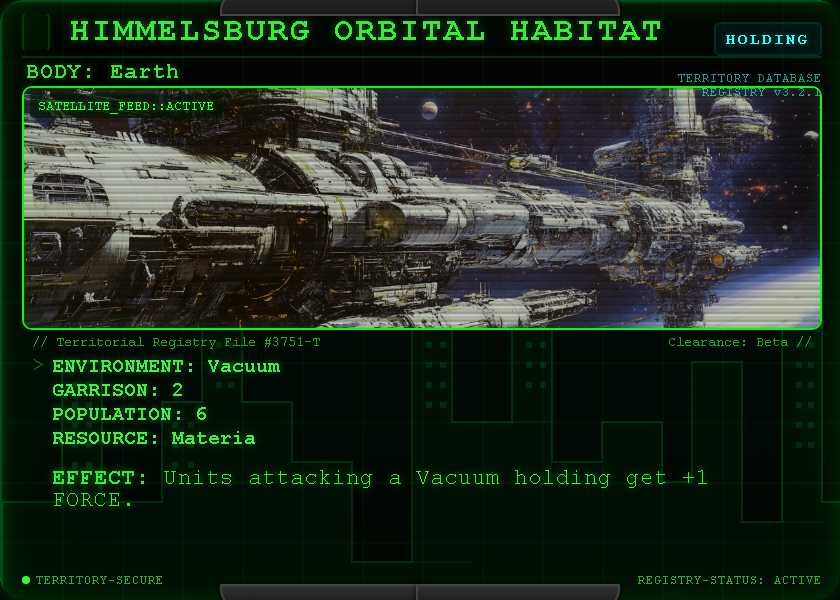 HIMMELSBURG ORBITAL HABITAT
HOLDING
BODY: Earth
TERRITORY DATABASE
REGISTRY v3.2.1
SATELLITE_FEED::ACTIVE
// Territorial Registry File #3751-T
Clearance: Beta //
> ENVIRONMENT: Vacuum
GARRISON: 2
POPULATION: 6
RESOURCE: Materia
EFFECT: Units attacking a Vacuum holding get +1
FORCE.
TERRITORY-SECURE
REGISTRY-STATUS: ACTIVE